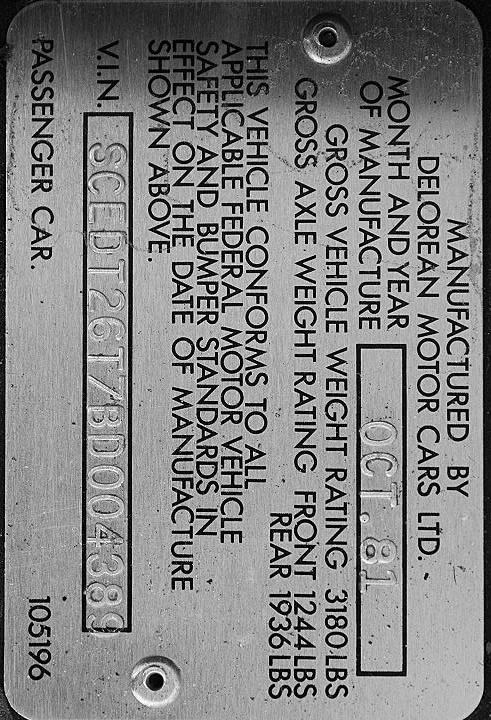 MANUFACTURED BY
DELOREAN MOTOR CARS LTD.
MONTH AND YEAR
OF MANUFACTURE OCT.81
GROSS VEHICLE WEIGHT RATING 3180 LBS
GROSS AXLE WEIGHT RATING FRONT 1244 LBS
REAR 1936 LBS
THIS VEHICLE CONFORMS TO ALL
APPLICABLE FEDERAL MOTOR VEHICLE
SAFETY AND BUMPER STANDARDS IN
EFFECT ON THE DATE OF MANUFACTURE
SHOWN ABOVE.
V.I.N. SCEDT26T7BD004389
PASSENGER CAR. 105196